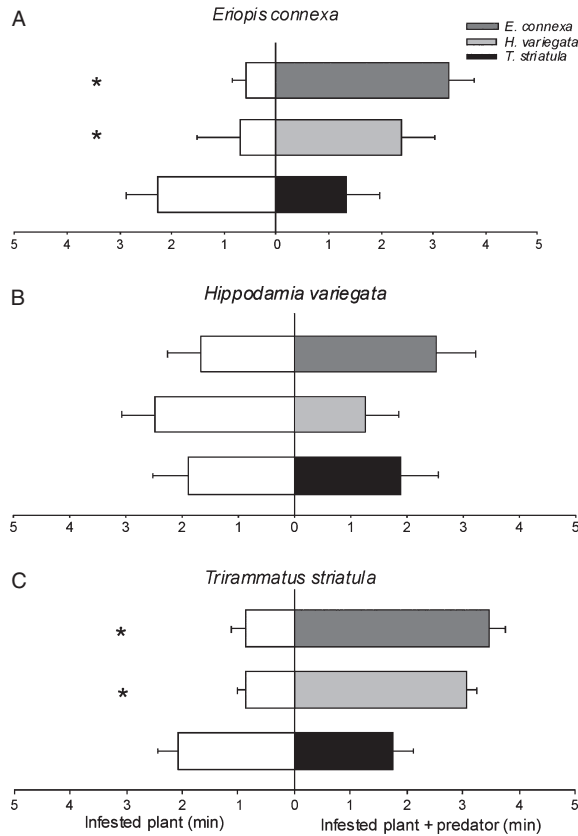 A
Eriopis connexa
E. connexa
H. variegata
T. striatula
*
*
5 4 3 2 1 0 1 2 3 4 5
B
Hippodamia variegata
5 4 3 2 1 0 1 2 3 4 5
C
Trirammatus striatula
*
*
5 4 3 2 1 0 1 2 3 4 5
Infested plant (min) Infested plant + predator (min)